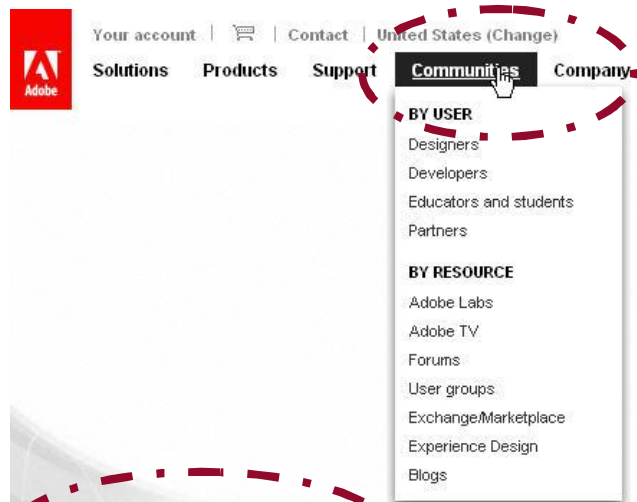 Your account | | Contact | United States (Change)
Adobe
Solutions Products Support Communities Company
BY USER
Designers
Developers
Educators and students
Partners
BY RESOURCE
Adobe Labs
Adobe TV
Forums
User groups
Exchange/Marketplace
Experience Design
Blogs